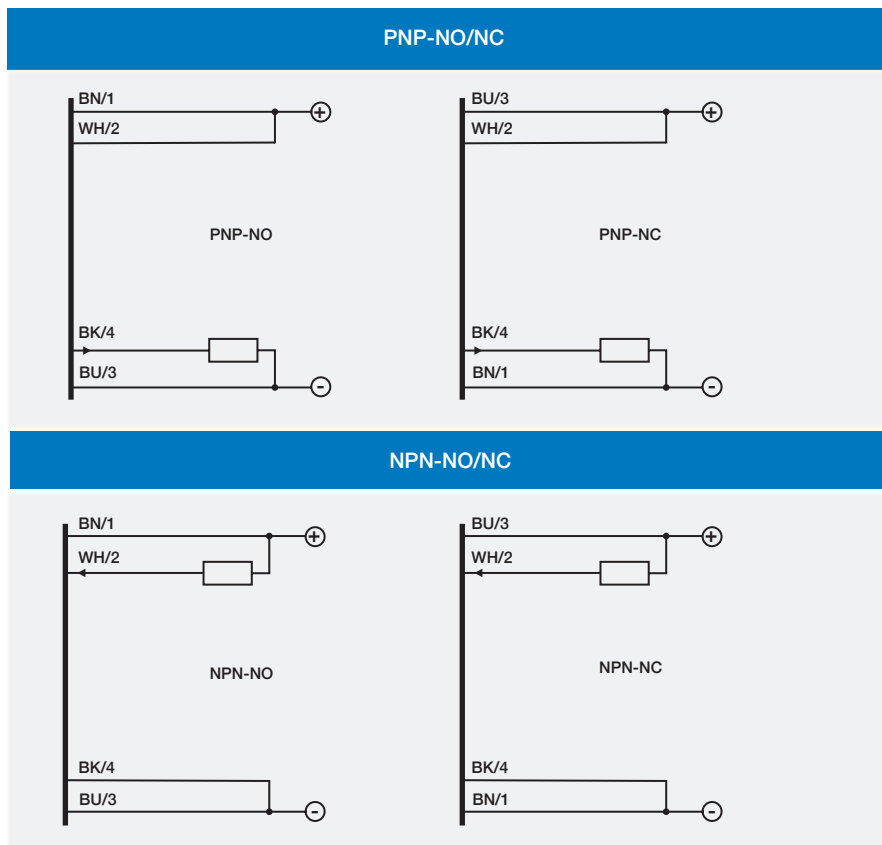 PNP-NO/NC
BN/1
WH/2
PNP-NO
BK/4
BU/3
BU/3
WH/2
PNP-NC
BK/4
BN/1
NPN-NO/NC
BN/1
WH/2
NPN-NO
BK/4
BU/3
BU/3
WH/2
NPN-NC
BK/4
BN/1